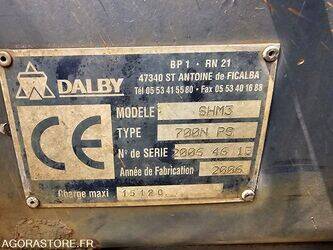 DALBY
BP 1 · RN 21
47340 ST ANTOINE de FICALBA
Tél 05 53 41 55 80 · Fax 05 53 40 16 88
MODELE SHM3
TYPE 700N PS
N° de SERIE 2006 46 13
Année de Fabrication 2006
CE
Charge maxi 15120
AGORASTORE.FR